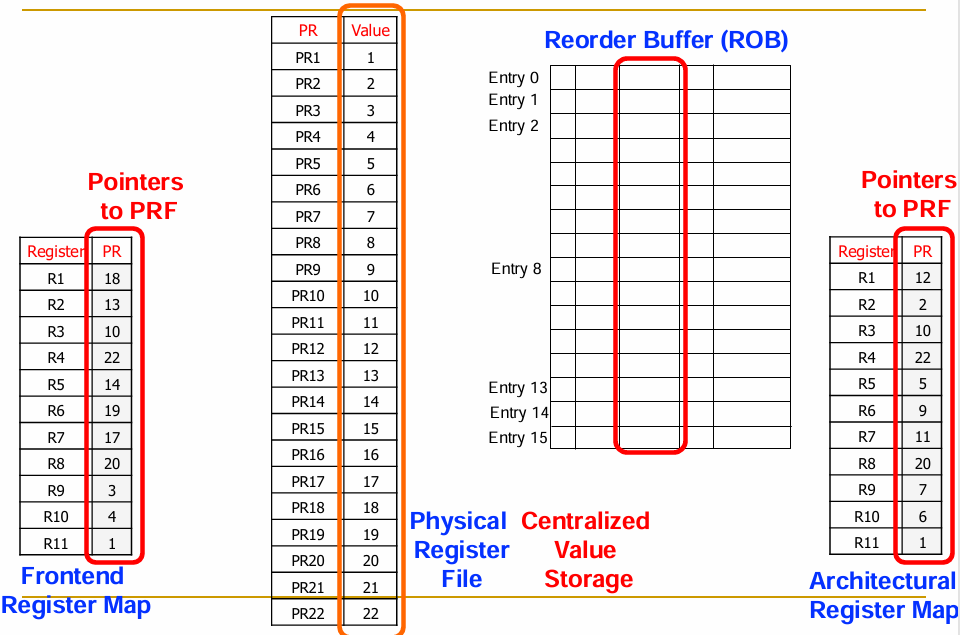 PR Value
PR1 1
PR2 2
PR3 3
PR4 4
PR5 5
PR6 6
PR7 7
PR8 8
PR9 9
PR10 10
PR11 11
PR12 12
PR13 13
PR14 14
PR15 15
PR16 16
PR17 17
PR18 18
PR19 19
PR20 20
PR21 21
PR22 22
Reorder Buffer (ROB)
Entry 0
Entry 1
Entry 2
Entry 8
Entry 13
Entry 14
Entry 15
Pointers
to PRF
Register PR
R1 18
R2 13
R3 10
R4 22
R5 14
R6 19
R7 17
R8 20
R9 3
R10 4
R11 1
Frontend
Register Map
Physical
Register
File
Centralized
Value
Storage
Pointers
to PRF
Register PR
R1 12
R2 2
R3 10
R4 22
R5 5
R6 9
R7 11
R8 20
R9 7
R10 6
R11 1
Architectural
Register Map